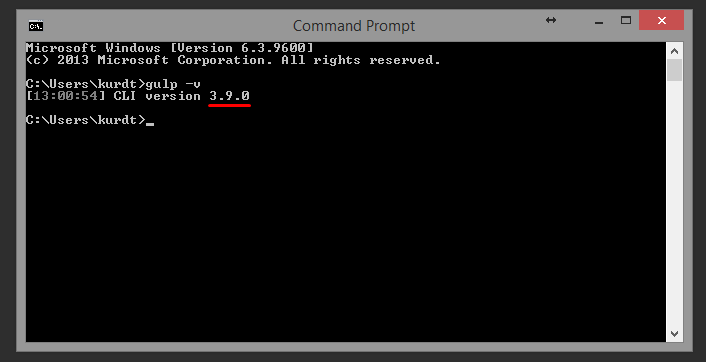 Command Prompt
Microsoft Windows [Version 6.3.9600]
(c) 2013 Microsoft Corporation. All rights reserved.
C:\Users\kurdt>gulp -v
[13:00:54] CLI version 3.9.0
C:\Users\kurdt>_